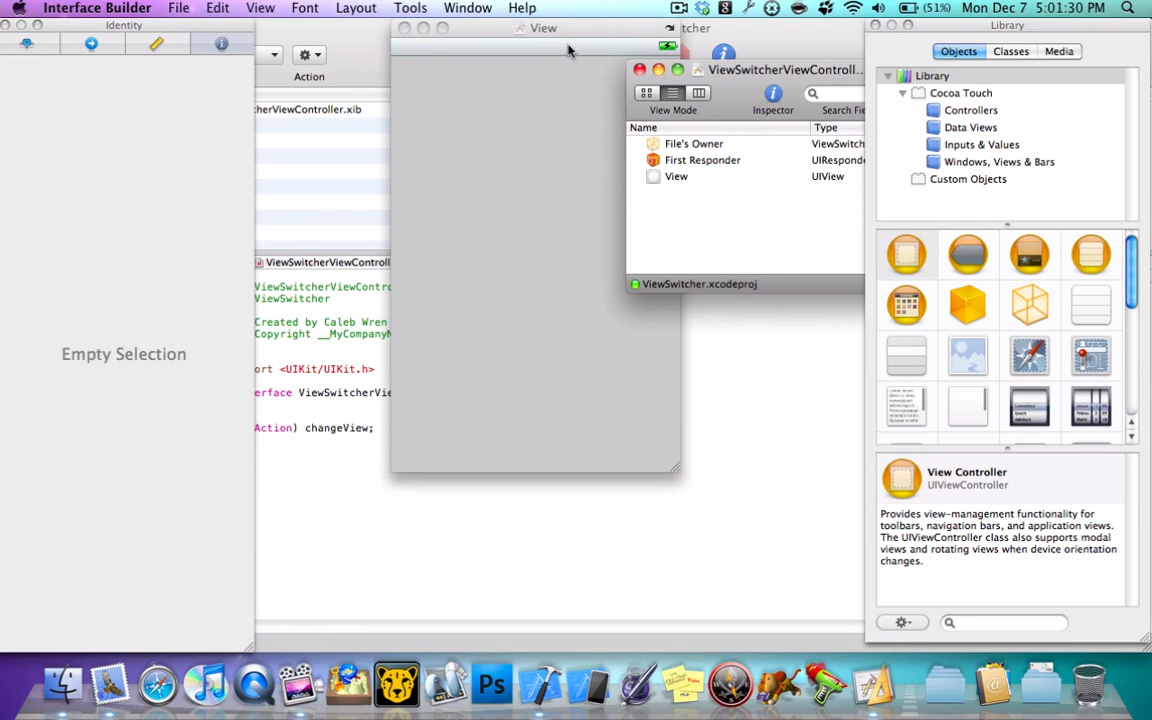 Interface Builder File Edit View Font Layout Tools Window Help
(51%) Mon Dec 7 5:01:30 PM
Identity
View
Library
Action
Empty Selection
cherViewController.xib
ViewSwitcherViewControll
ViewSwitcherViewContro
ViewSwitcher
Created by Caleb Wren
Copyright __MyCompanyN
ort <UIKit/UIKit.h>
erface ViewSwitcherVie
Action) changeView;
tcher
ViewSwitcherViewControll...
View Mode
Inspector
Search Fie
Name Type
File's Owner ViewSwitch
First Responder UIResponde
View UIView
ViewSwitcher.xcodeproj
Objects Classes Media
Library
Cocoa Touch
Controllers
Data Views
Inputs & Values
Windows, Views & Bars
Custom Objects
View Controller
UIViewController
Provides view-management functionality for
toolbars, navigation bars, and application views.
The UIViewController class also supports modal
views and rotating views when device orientation
changes.
Ps